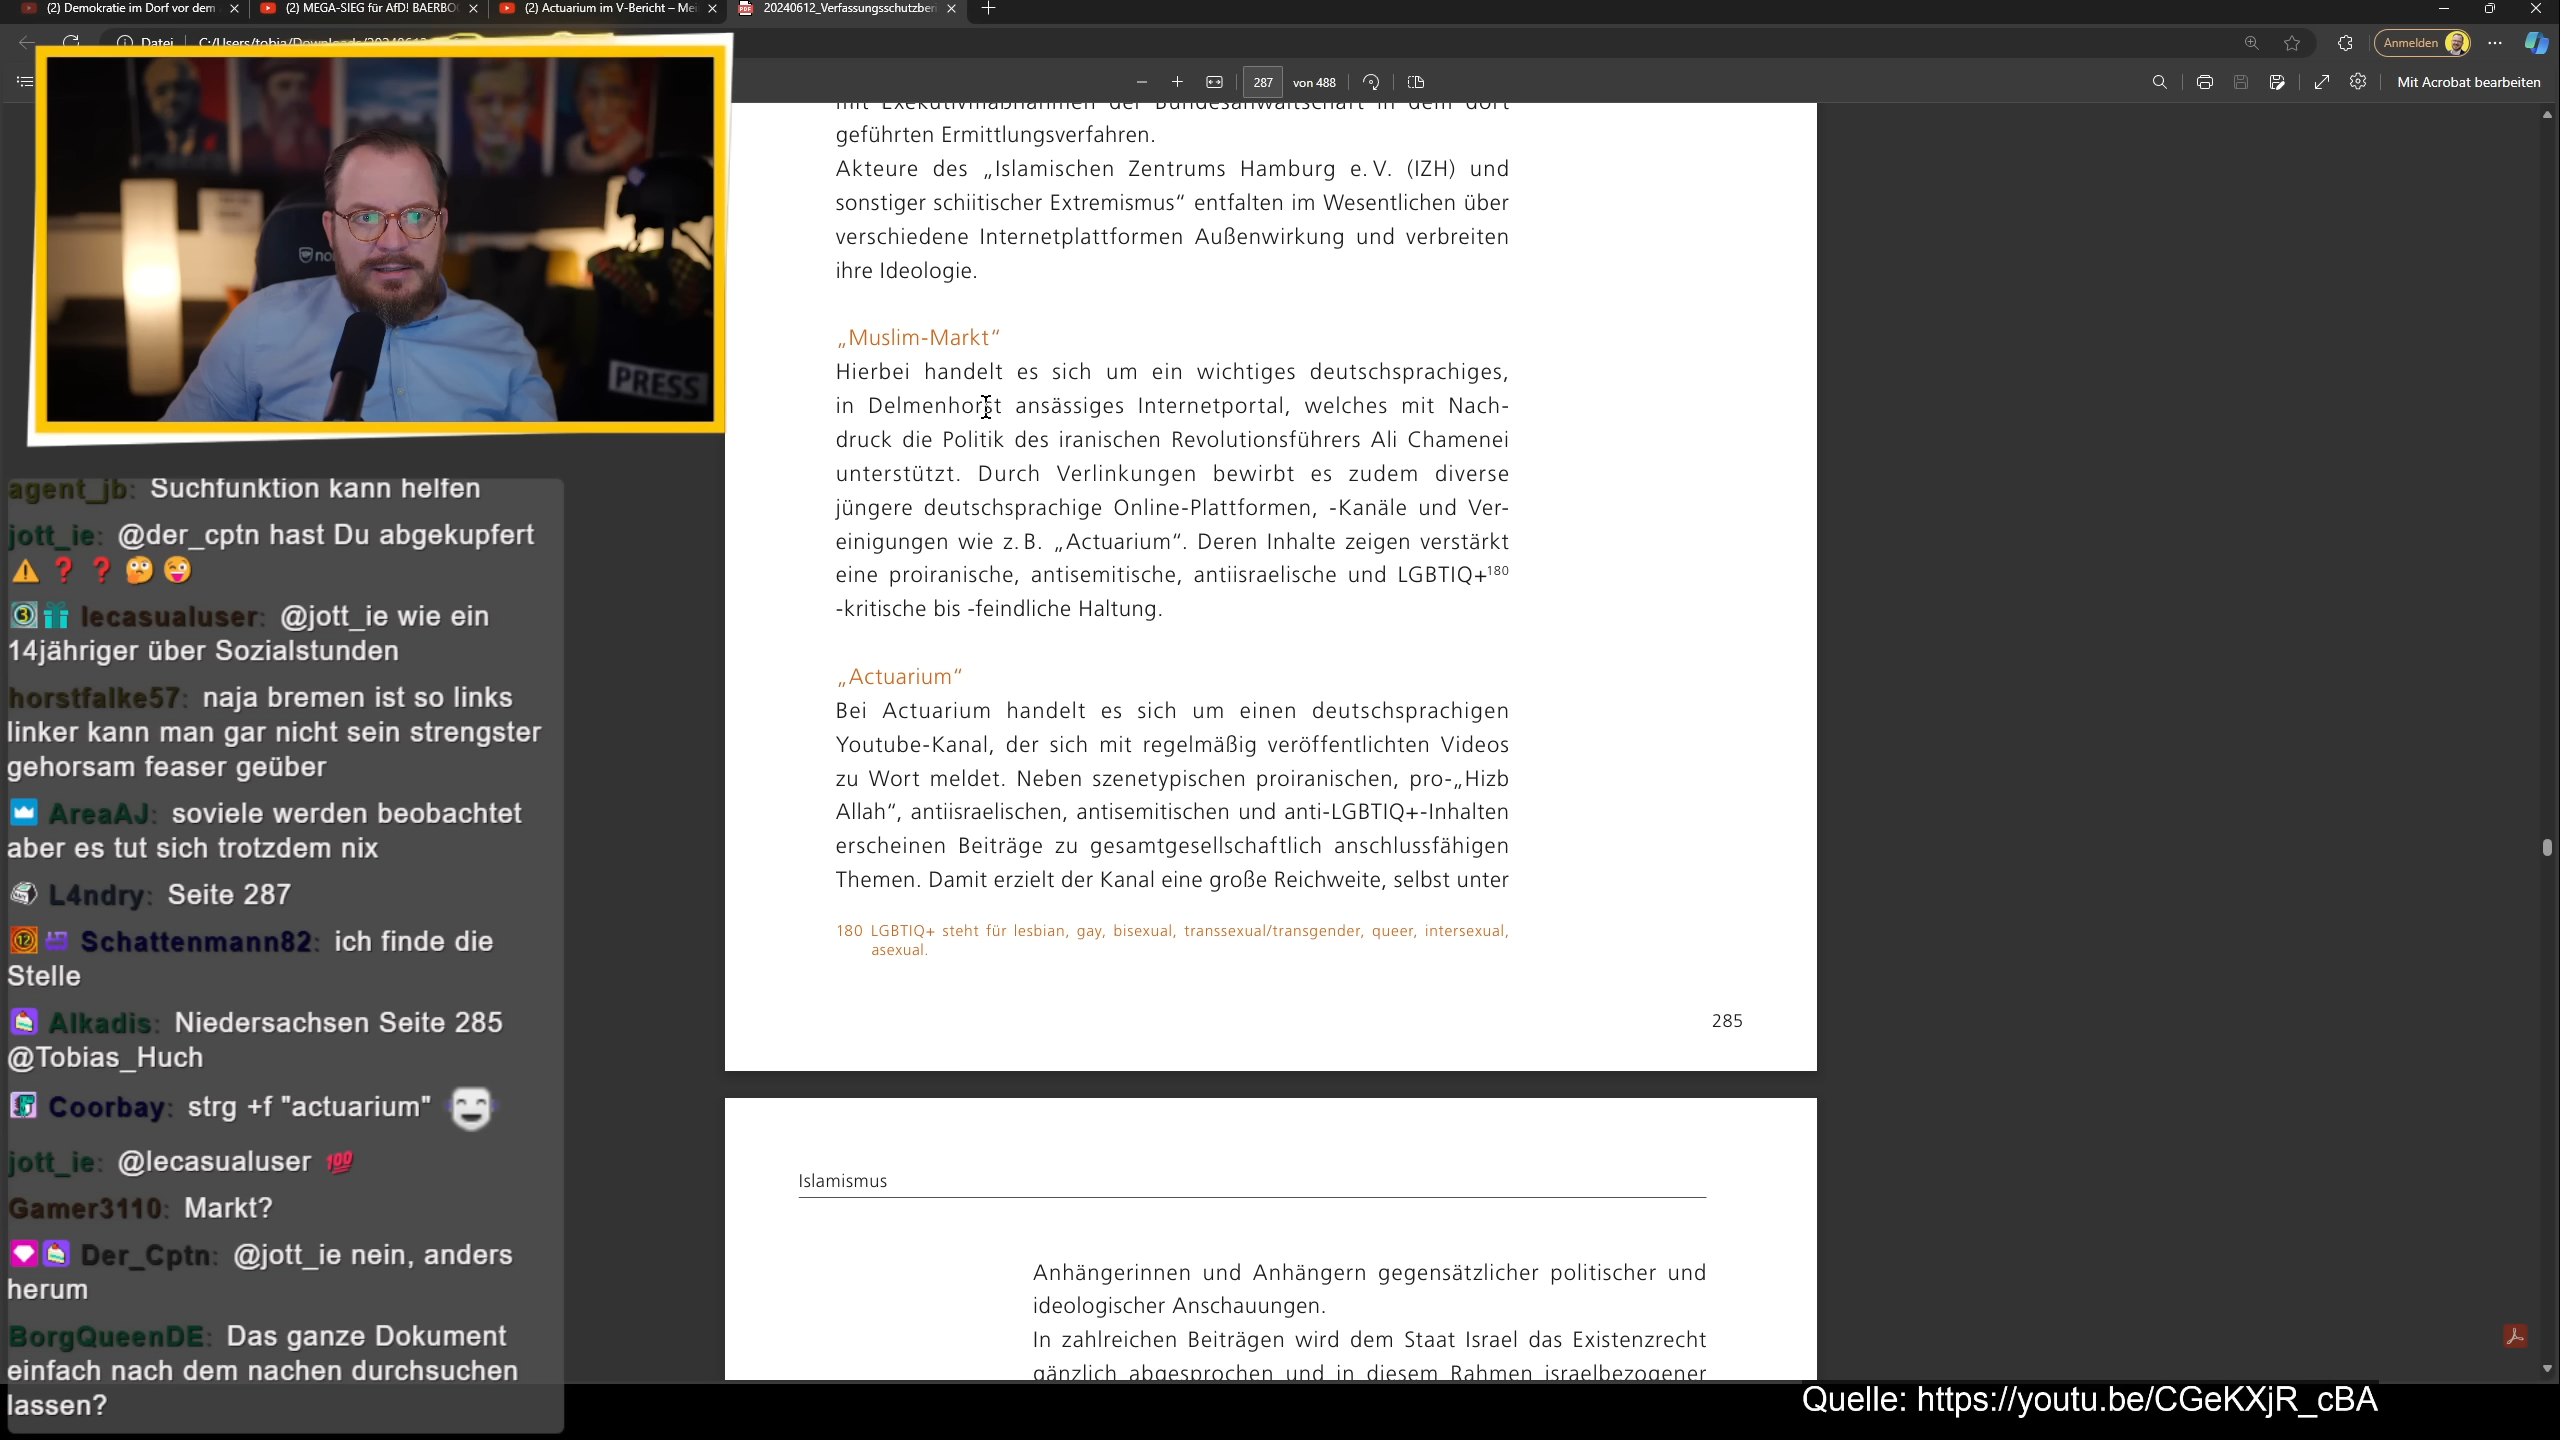 (2) Demokratie im Dorf vor dem
(2) MEGA-SIEG für AfD! BAERBO
(2) Actuarium im V-Bericht – Mei
20240612_Verfassungsschutzberi
Datei
Anmelden
287 von 488
Mit Acrobat bearbeiten
PRESS
geführten Ermittlungsverfahren.
Akteure des „Islamischen Zentrums Hamburg e. V. (IZH) und
sonstiger schiitischer Extremismus“ entfalten im Wesentlichen über
verschiedene Internetplattformen Außenwirkung und verbreiten
ihre Ideologie.
„Muslim-Markt“
Hierbei handelt es sich um ein wichtiges deutschsprachiges,
in Delmenhorst ansässiges Internetportal, welches mit Nach-
druck die Politik des iranischen Revolutionsführers Ali Chamenei
unterstützt. Durch Verlinkungen bewirbt es zudem diverse
jüngere deutschsprachige Online-Plattformen, -Kanäle und Ver-
einigungen wie z. B. „Actuarium“. Deren Inhalte zeigen verstärkt
eine proiranische, antisemitische, antiisraelische und LGBTIQ+180
-kritische bis -feindliche Haltung.
„Actuarium“
Bei Actuarium handelt es sich um einen deutschsprachigen
Youtube-Kanal, der sich mit regelmäßig veröffentlichten Videos
zu Wort meldet. Neben szenetypischen proiranischen, pro-„Hizb
Allah“, antiisraelischen, antisemitischen und anti-LGBTIQ+-Inhalten
erscheinen Beiträge zu gesamtgesellschaftlich anschlussfähigen
Themen. Damit erzielt der Kanal eine große Reichweite, selbst unter
180 LGBTIQ+ steht für lesbian, gay, bisexual, transsexual/transgender, queer, intersexual,
asexual.
285
Islamismus
Anhängerinnen und Anhängern gegensätzlicher politischer und
ideologischer Anschauungen.
In zahlreichen Beiträgen wird dem Staat Israel das Existenzrecht
gänzlich abgesprochen und in diesem Rahmen israelbezogener
agent_jb: Suchfunktion kann helfen
jott_ie: @der_cptn hast Du abgekupfert
⚠️ ❓ ❓ 🤔 😜
lecasualuser: @jott_ie wie ein
14jähriger über Sozialstunden
horstfalke57: naja bremen ist so links
linker kann man gar nicht sein strengster
gehorsam feaser geüber
AreaAJ: soviele werden beobachtet
aber es tut sich trotzdem nix
L4ndry: Seite 287
Schattenmann82: ich finde die
Stelle
Alkadis: Niedersachsen Seite 285
@Tobias_Huch
Coorbay: strg +f "actuarium"
jott_ie: @lecasualuser 💯
Gamer3110: Markt?
Der_Cptn: @jott_ie nein, anders
herum
BorgQueenDE: Das ganze Dokument
einfach nach dem nachen durchsuchen
lassen?
Quelle: https://youtu.be/CGeKXjR_cBA